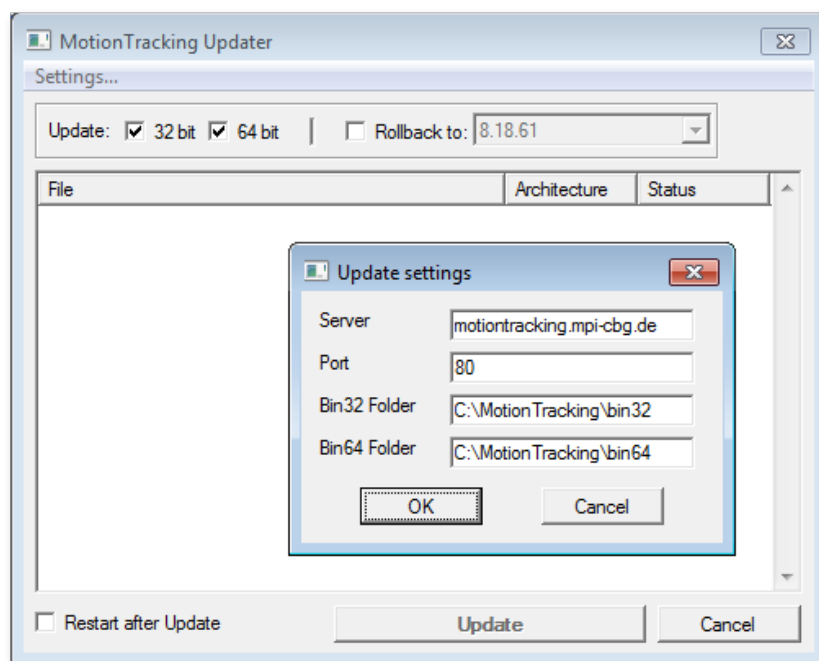 MotionTracking Updater
Settings...
Update: 32 bit 64 bit Rollback to: 8.18.61
File Architecture Status
Update settings
Server motiontracking.mpi-cbg.de
Port 80
Bin32 Folder C:\MotionTracking\bin32
Bin64 Folder C:\MotionTracking\bin64
OK Cancel
Restart after Update Update Cancel